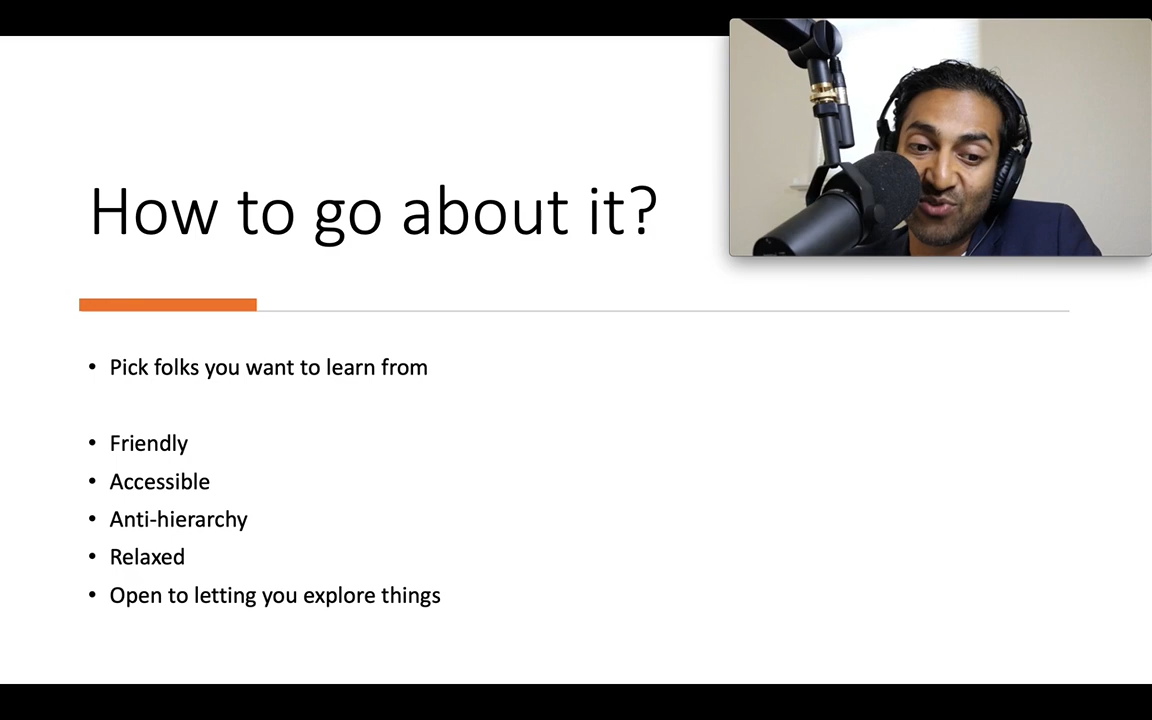 How to go about it?
• Pick folks you want to learn from
• Friendly
• Accessible
• Anti-hierarchy
• Relaxed
• Open to letting you explore things